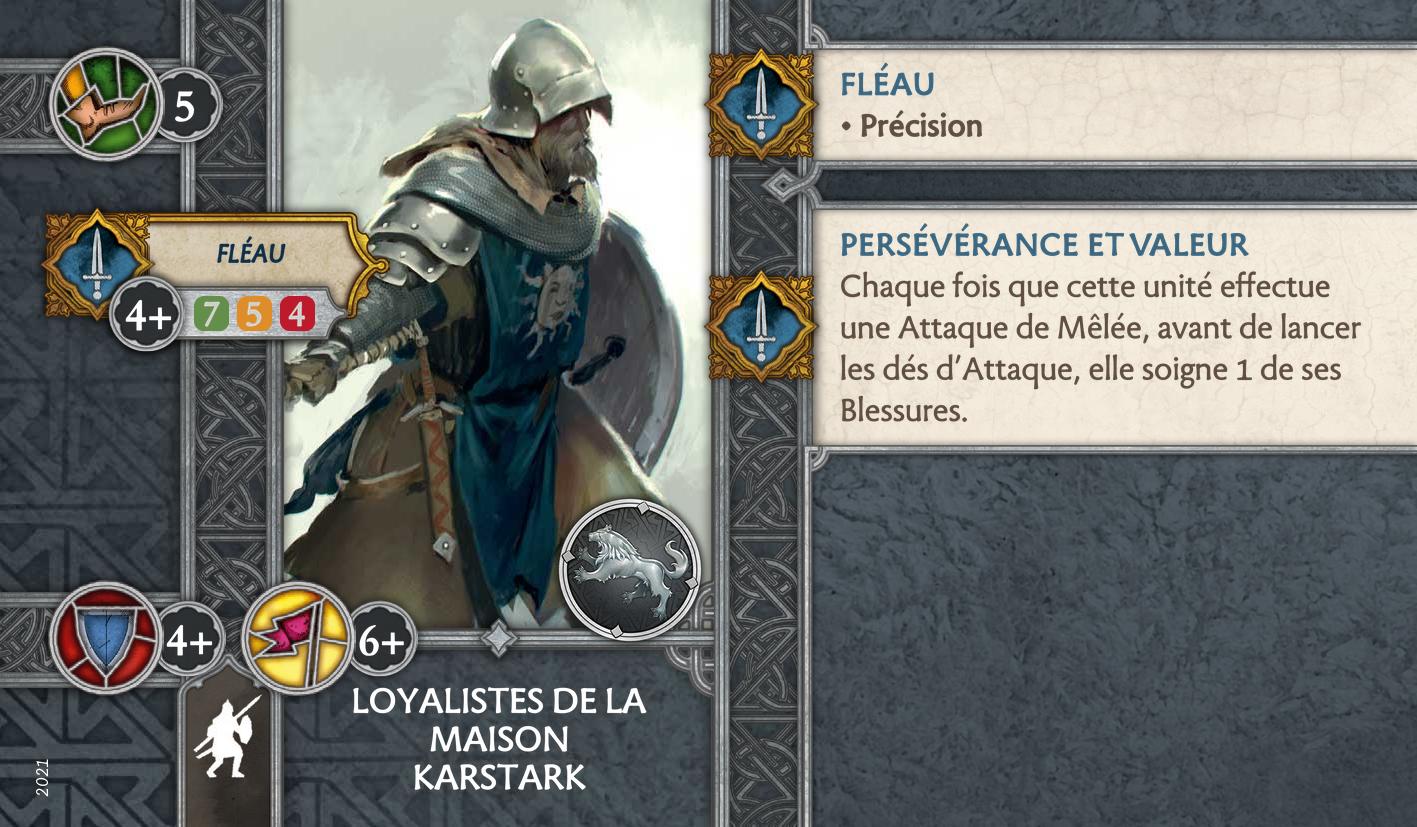 5
FLÉAU
4+
7 5 4
4+
6+
LOYALISTES DE LA
MAISON
KARSTARK
2021
FLÉAU
• Précision
PERSÉVÉRANCE ET VALEUR
Chaque fois que cette unité effectue
une Attaque de Mêlée, avant de lancer
les dés d’Attaque, elle soigne 1 de ses
Blessures.